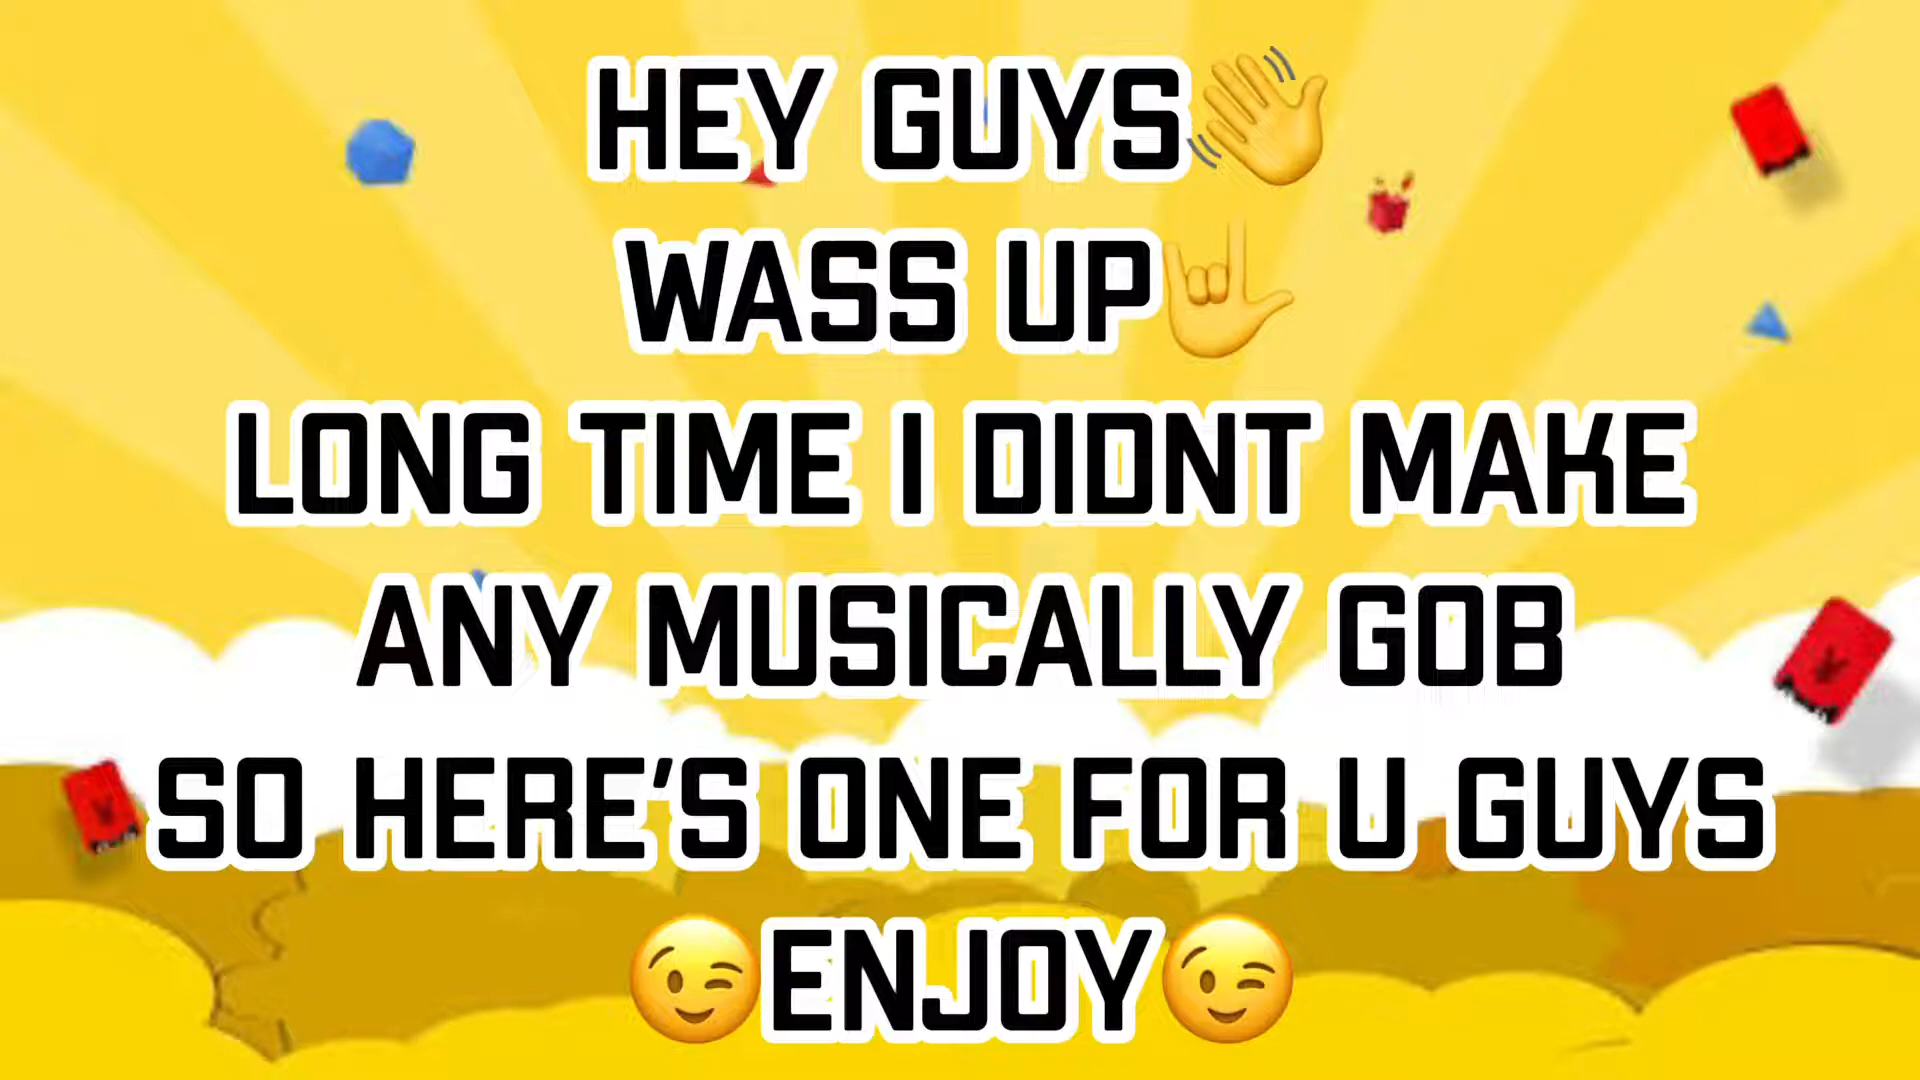 HEY GUYS👋
WASS UP🤟
LONG TIME I DIDNT MAKE
ANY MUSICALLY GOB
SO HERE'S ONE FOR U GUYS
😉ENJOY😉